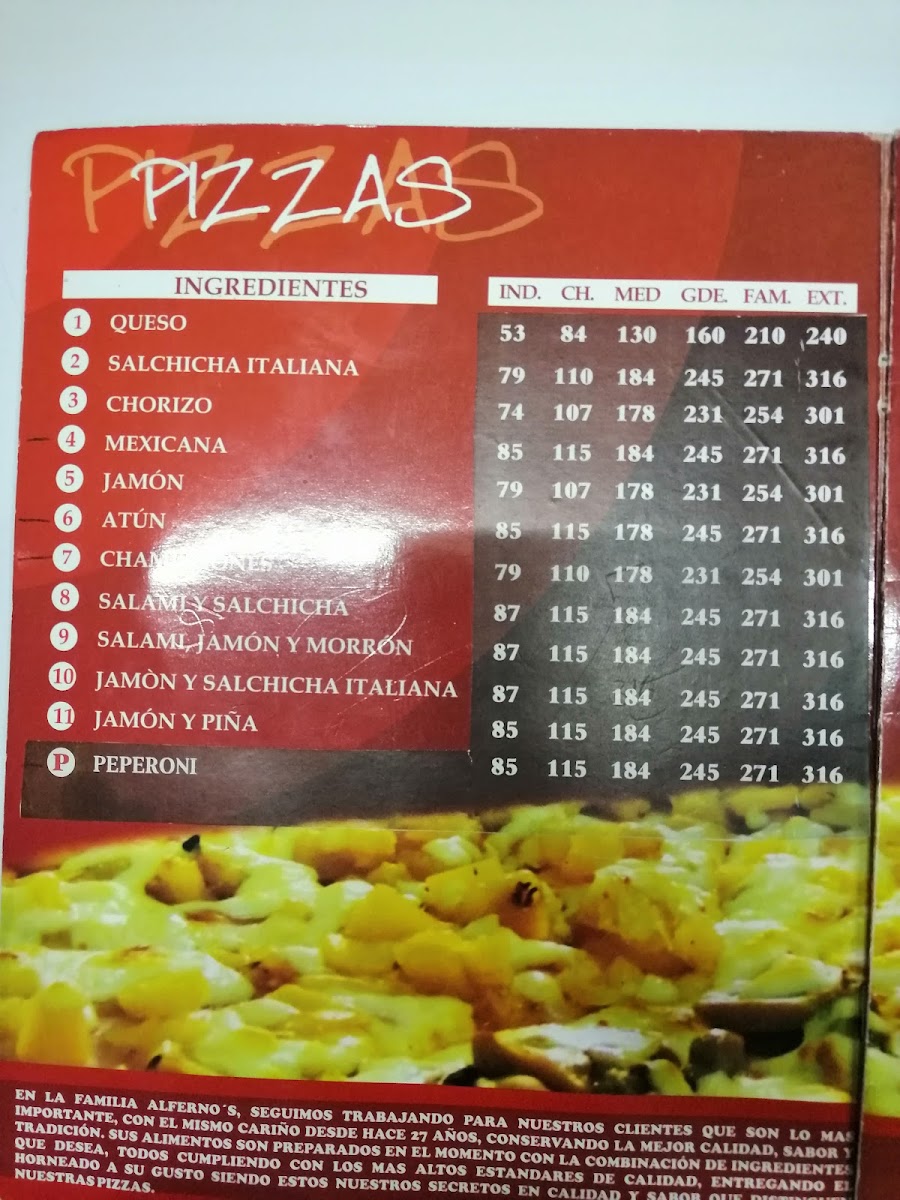 PIZZAS
INGREDIENTES IND. CH. MED GDE. FAM. EXT.
1 QUESO 53 84 130 160 210 240
2 SALCHICHA ITALIANA 79 110 184 245 271 316
3 CHORIZO 74 107 178 231 254 301
4 MEXICANA 85 115 184 245 271 316
5 JAMÓN 79 107 178 231 254 301
6 ATÚN 85 115 178 245 271 316
7 79 110 178 231 254 301
8 SALAMI Y SALCHICHA 87 115 184 245 271 316
9 SALAMI, JAMÓN Y MORRÓN 87 115 184 245 271 316
10 JAMÒN Y SALCHICHA ITALIANA 87 115 184 245 271 316
11 JAMÓN Y PIÑA 85 115 184 245 271 316
P PEPERONI 85 115 184 245 271 316
EN LA FAMILIA ALFERNO´S, SEGUIMOS TRABAJANDO PARA NUESTROS CLIENTES QUE SON LO MAS
IMPORTANTE, CON EL MISMO CARIÑO DESDE HACE 27 AÑOS, CONSERVANDO LA MEJOR CALIDAD, SABOR Y
TRADICIÓN. SUS ALIMENTOS SON PREPARADOS EN EL MOMENTO CON LA COMBINACIÓN DE INGREDIENTES
QUE DESEA, TODOS CUMPLIENDO CON LOS MAS ALTOS ESTANDARES DE CALIDAD, ENTREGANDO EL
HORNEADO A SU GUSTO SIENDO ESTOS NUESTROS SECRETOS EN CALIDAD Y SABOR QUE
NUESTRAS PIZZAS.